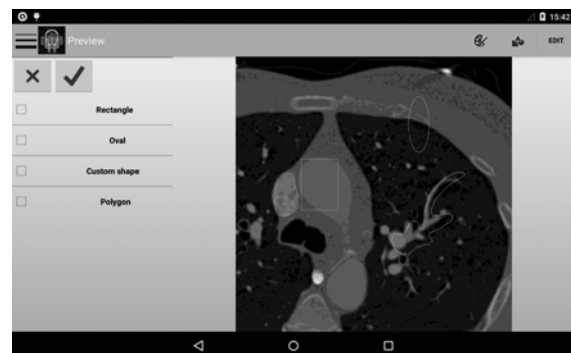 15:42
Preview
EDIT
Rectangle
Oval
Custom shape
Polygon